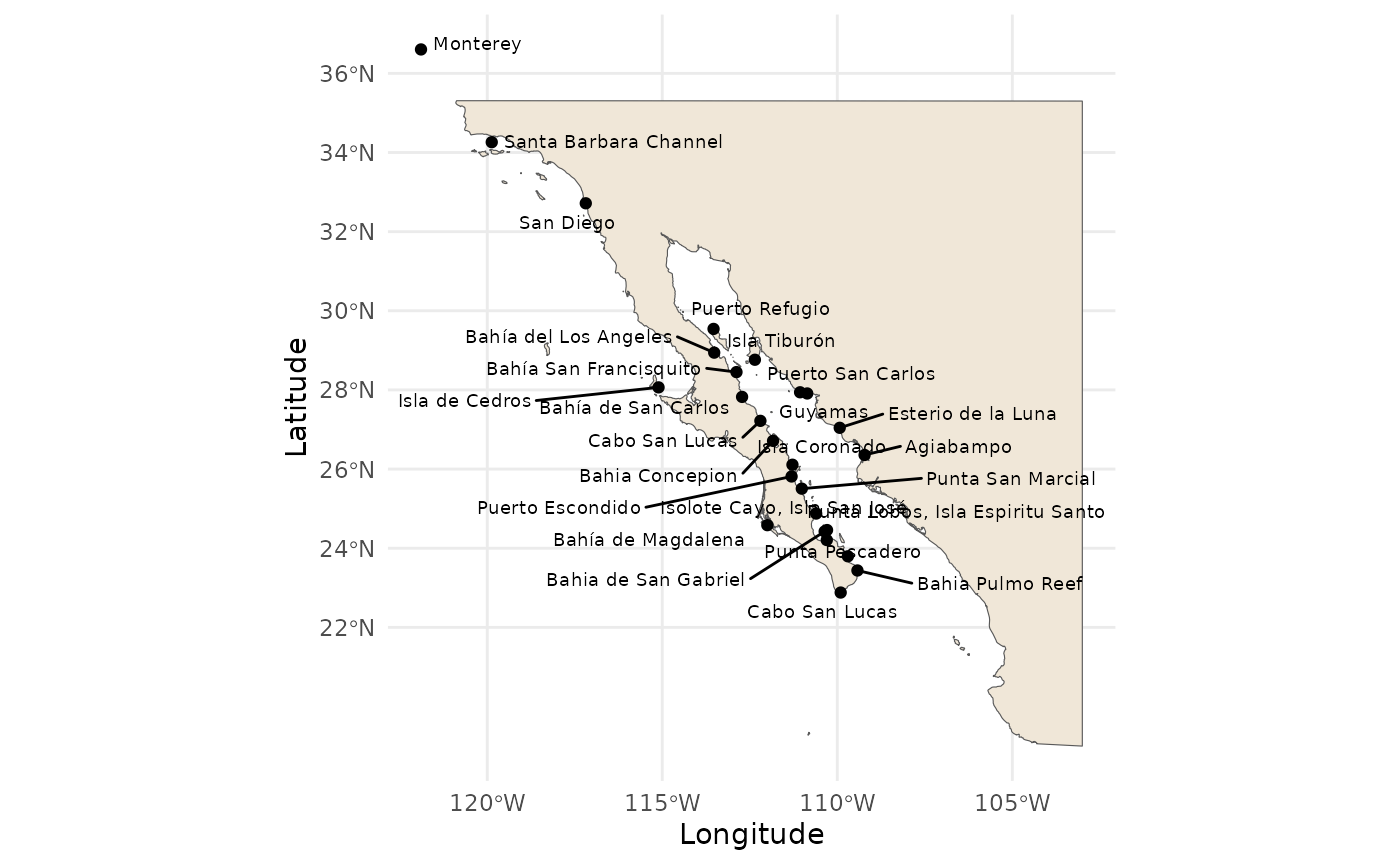 Monterey
36°N
Santa Barbara Channel
34°N
San Diego
32°N
Puerto Refugio
30°N
Bahía del Los Angeles
Isla Tiburón
Bahía San Francisquito
Puerto San Carlos
28°N
Isla de Cedros
Bahía de San Carlos
Guyamas
Esterio de la Luna
Cabo San Lucas
Isla Coronado
Agiabampo
26°N
Bahia Concepion
Punta San Marcial
Puerto Escondido
Isolote Cayo, Isla San José
Punta Lobos, Isla Espiritu Santo
Bahía de Magdalena
24°N
Punta Pescadero
Bahia de San Gabriel
Bahia Pulmo Reef
Cabo San Lucas
22°N
Latitude
120°W
115°W
110°W
105°W
Longitude